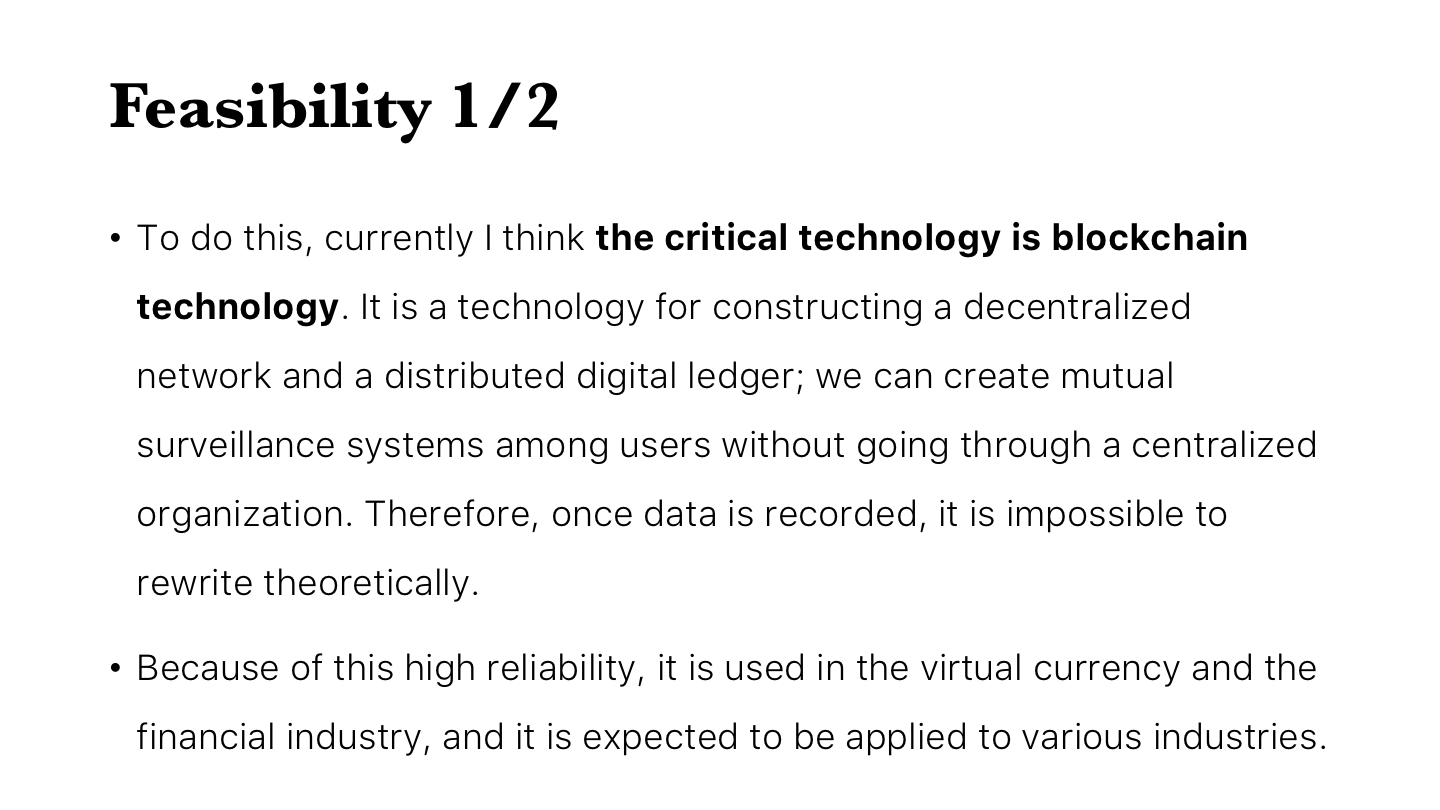 Feasibility 1/2
• To do this, currently I think the critical technology is blockchain
technology. It is a technology for constructing a decentralized
network and a distributed digital ledger; we can create mutual
surveillance systems among users without going through a centralized
organization. Therefore, once data is recorded, it is impossible to
rewrite theoretically.
• Because of this high reliability, it is used in the virtual currency and the
financial industry, and it is expected to be applied to various industries.